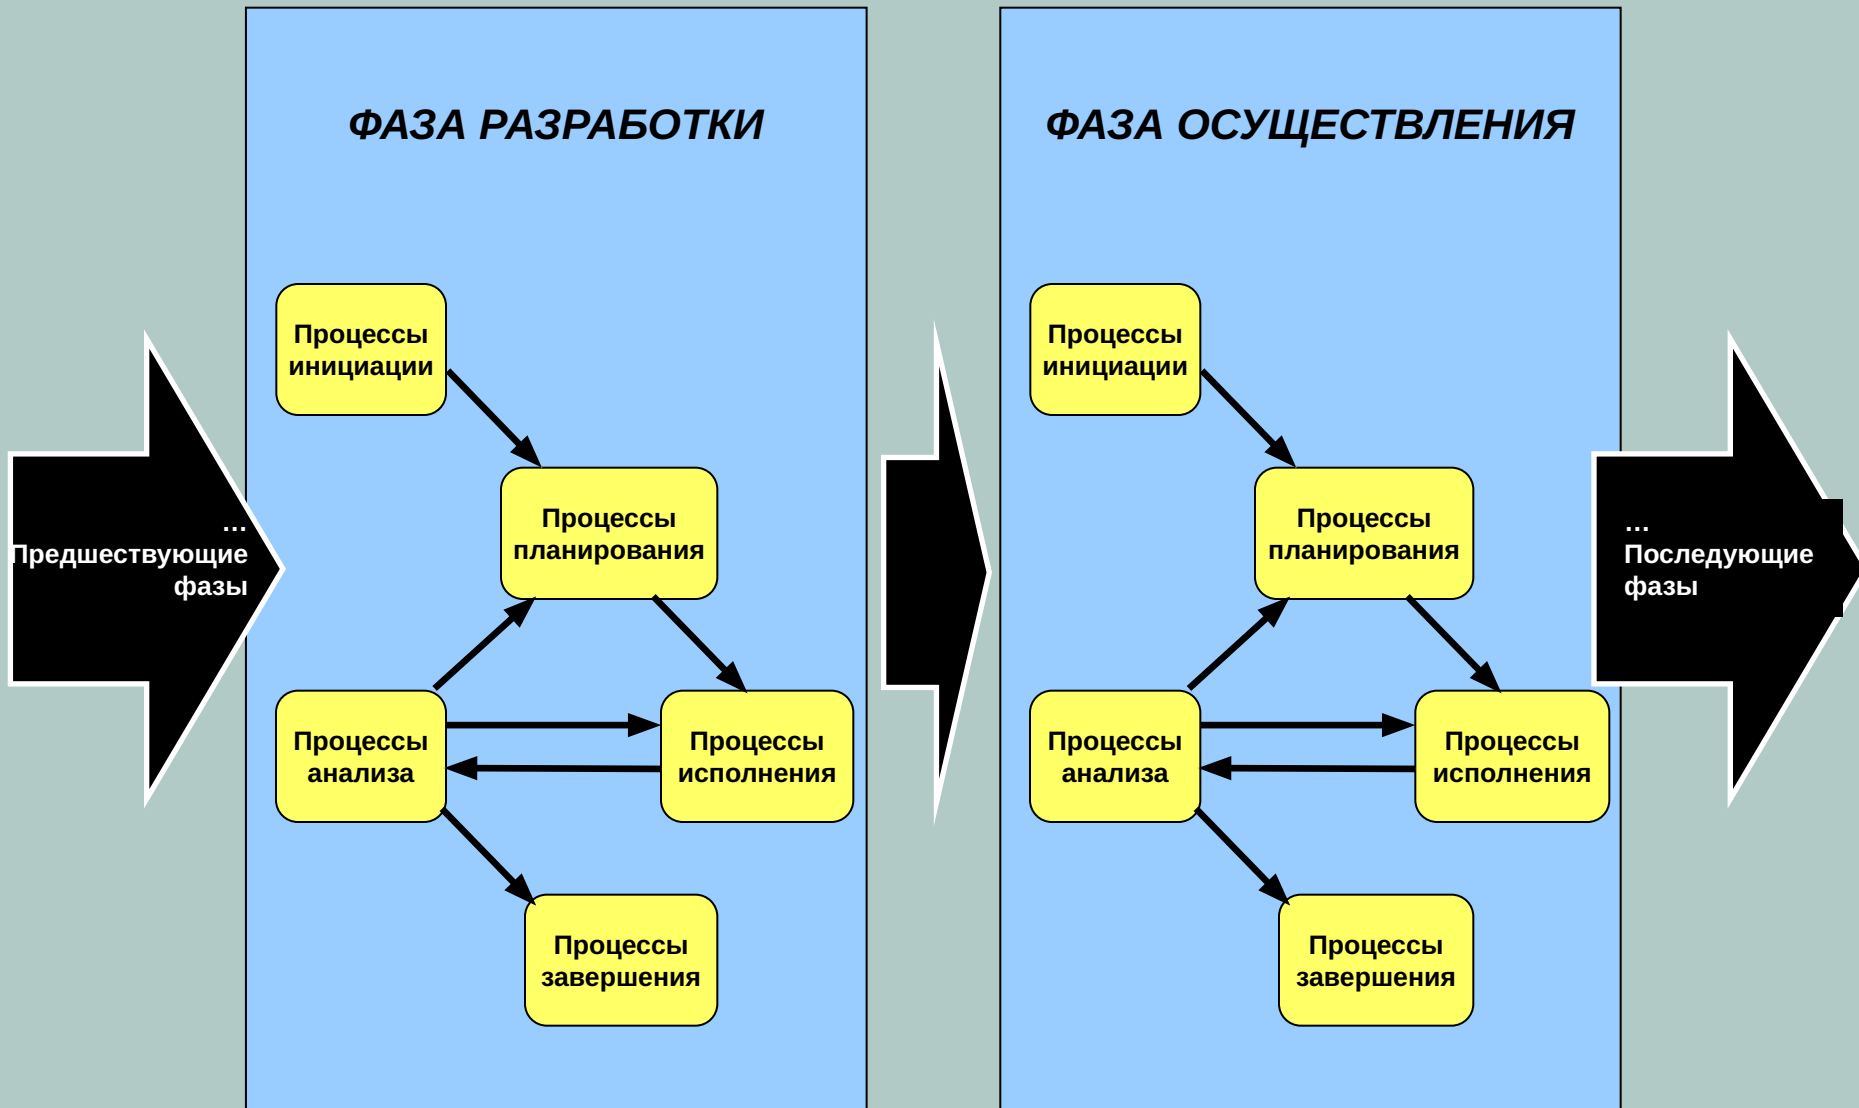 ФАЗА РАЗРАБОТКИ
ФАЗА ОСУЩЕСТВЛЕНИЯ
...
Предшествующие
фазы
Процессы
инициации
Процессы
планирования
Процессы
анализа
Процессы
исполнения
Процессы
завершения
Процессы
инициации
Процессы
планирования
Процессы
анализа
Процессы
исполнения
Процессы
завершения
...
Последующие
фазы